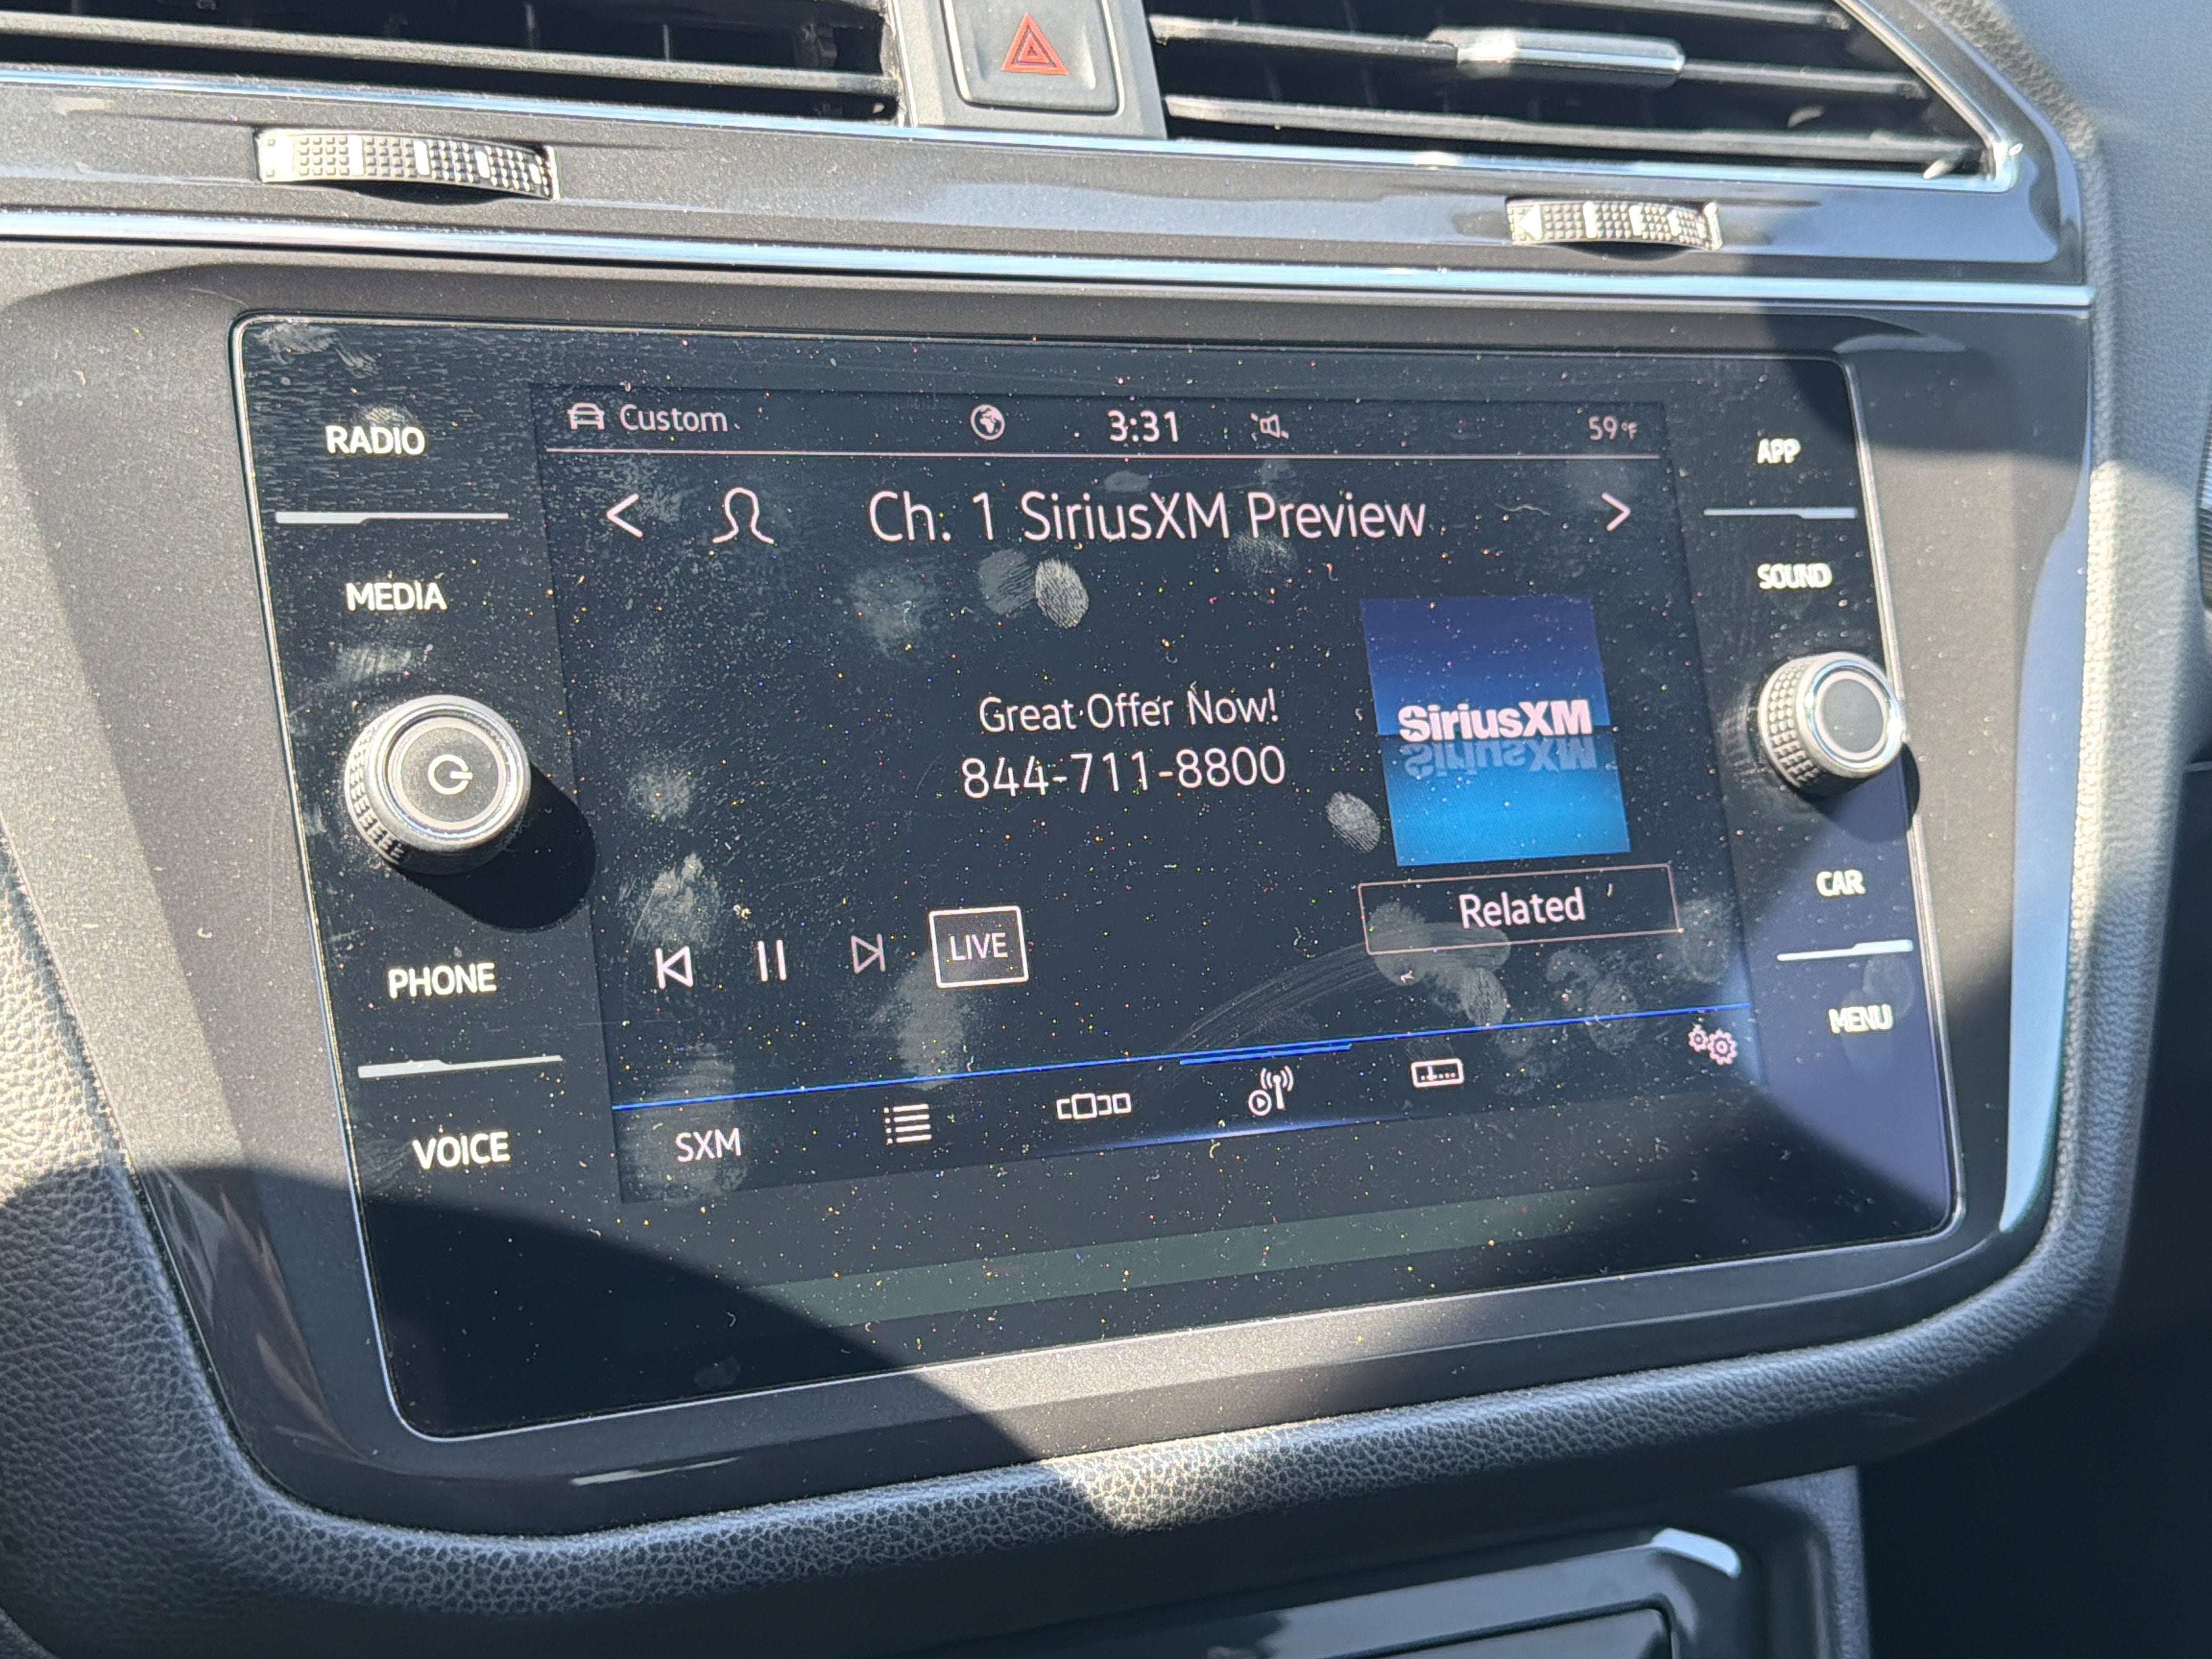 RADIO
MEDIA
PHONE
VOICE
Custom
3:31
59°F
Ch. 1 SiriusXM Preview
Great Offer Now!
844-711-8800
SiriusXM
Related
LIVE
SXM
APP
SOUND
CAR
MENU